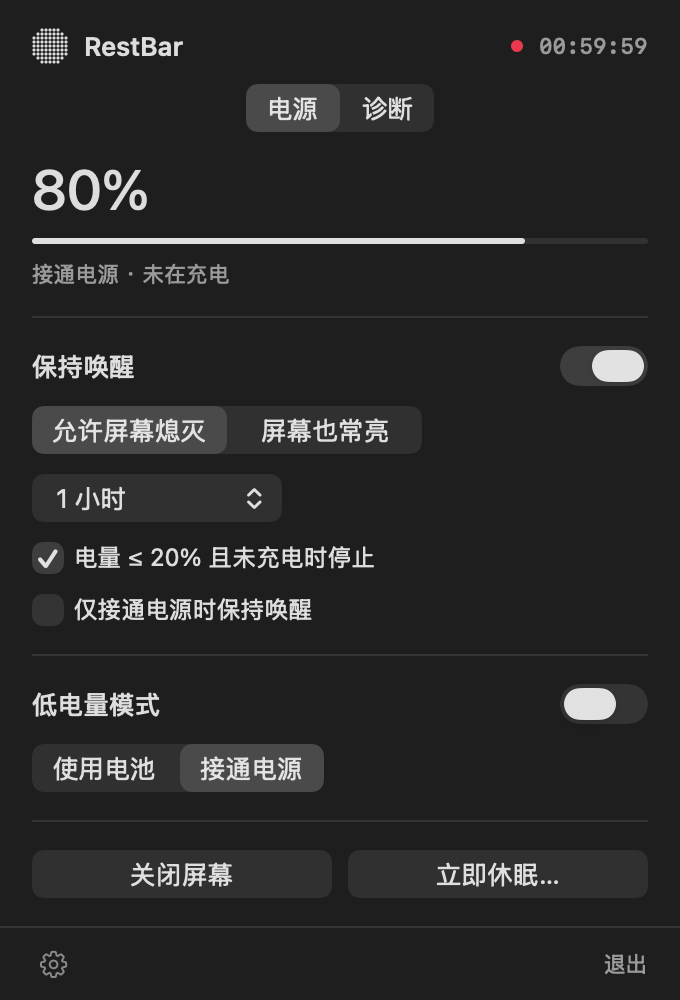 RestBar 00:59:59
电源 诊断
80%
接通电源 · 未在充电
保持唤醒
允许屏幕熄灭 屏幕也常亮
1 小时
电量 ≤ 20% 且未充电时停止
仅接通电源时保持唤醒
低电量模式
使用电池 接通电源
关闭屏幕 立即休眠...
退出